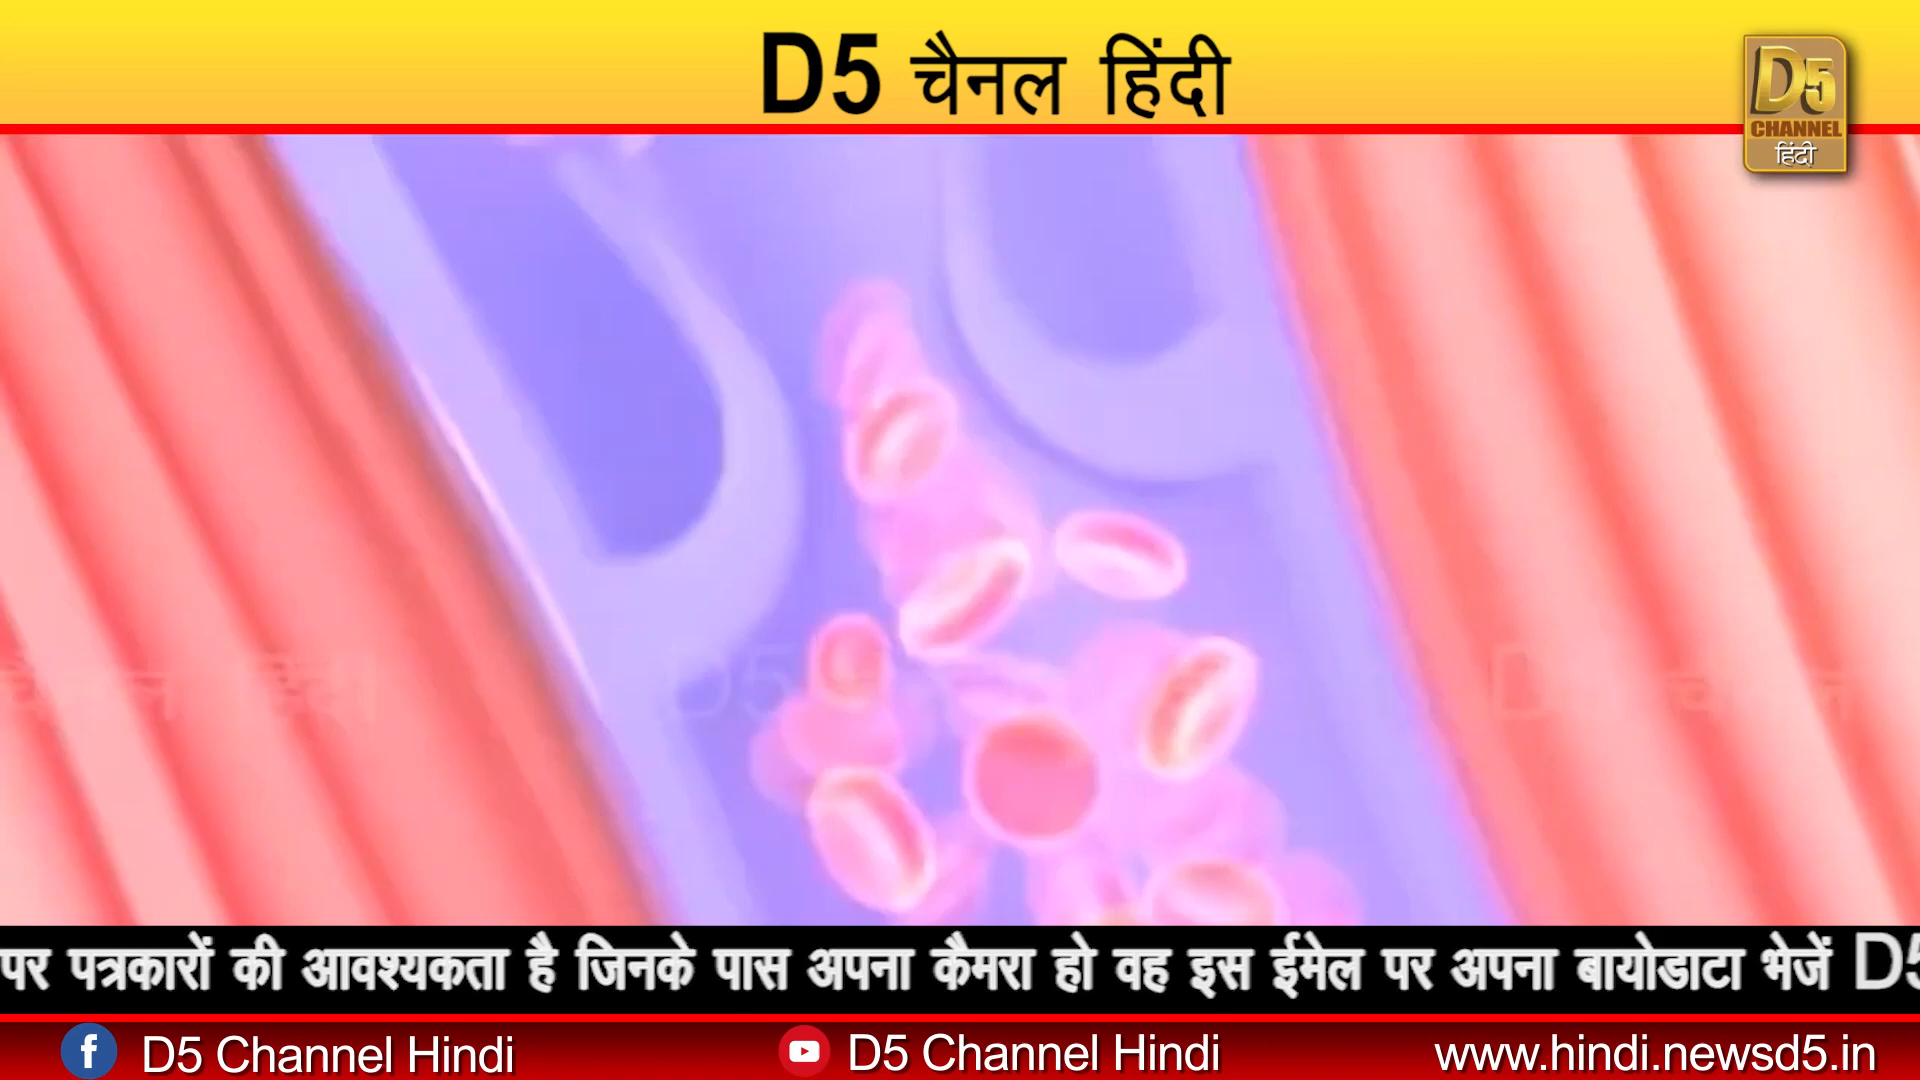 D5 चैनल हिंदी
D5
CHANNEL
हिंदी
पर पत्रकारों की आवश्यकता है जिनके पास अपना कैमरा हो वह इस ईमेल पर अपना बायोडाटा भेजें D5
D5 Channel Hindi
D5 Channel Hindi
www.hindi.newsd5.in